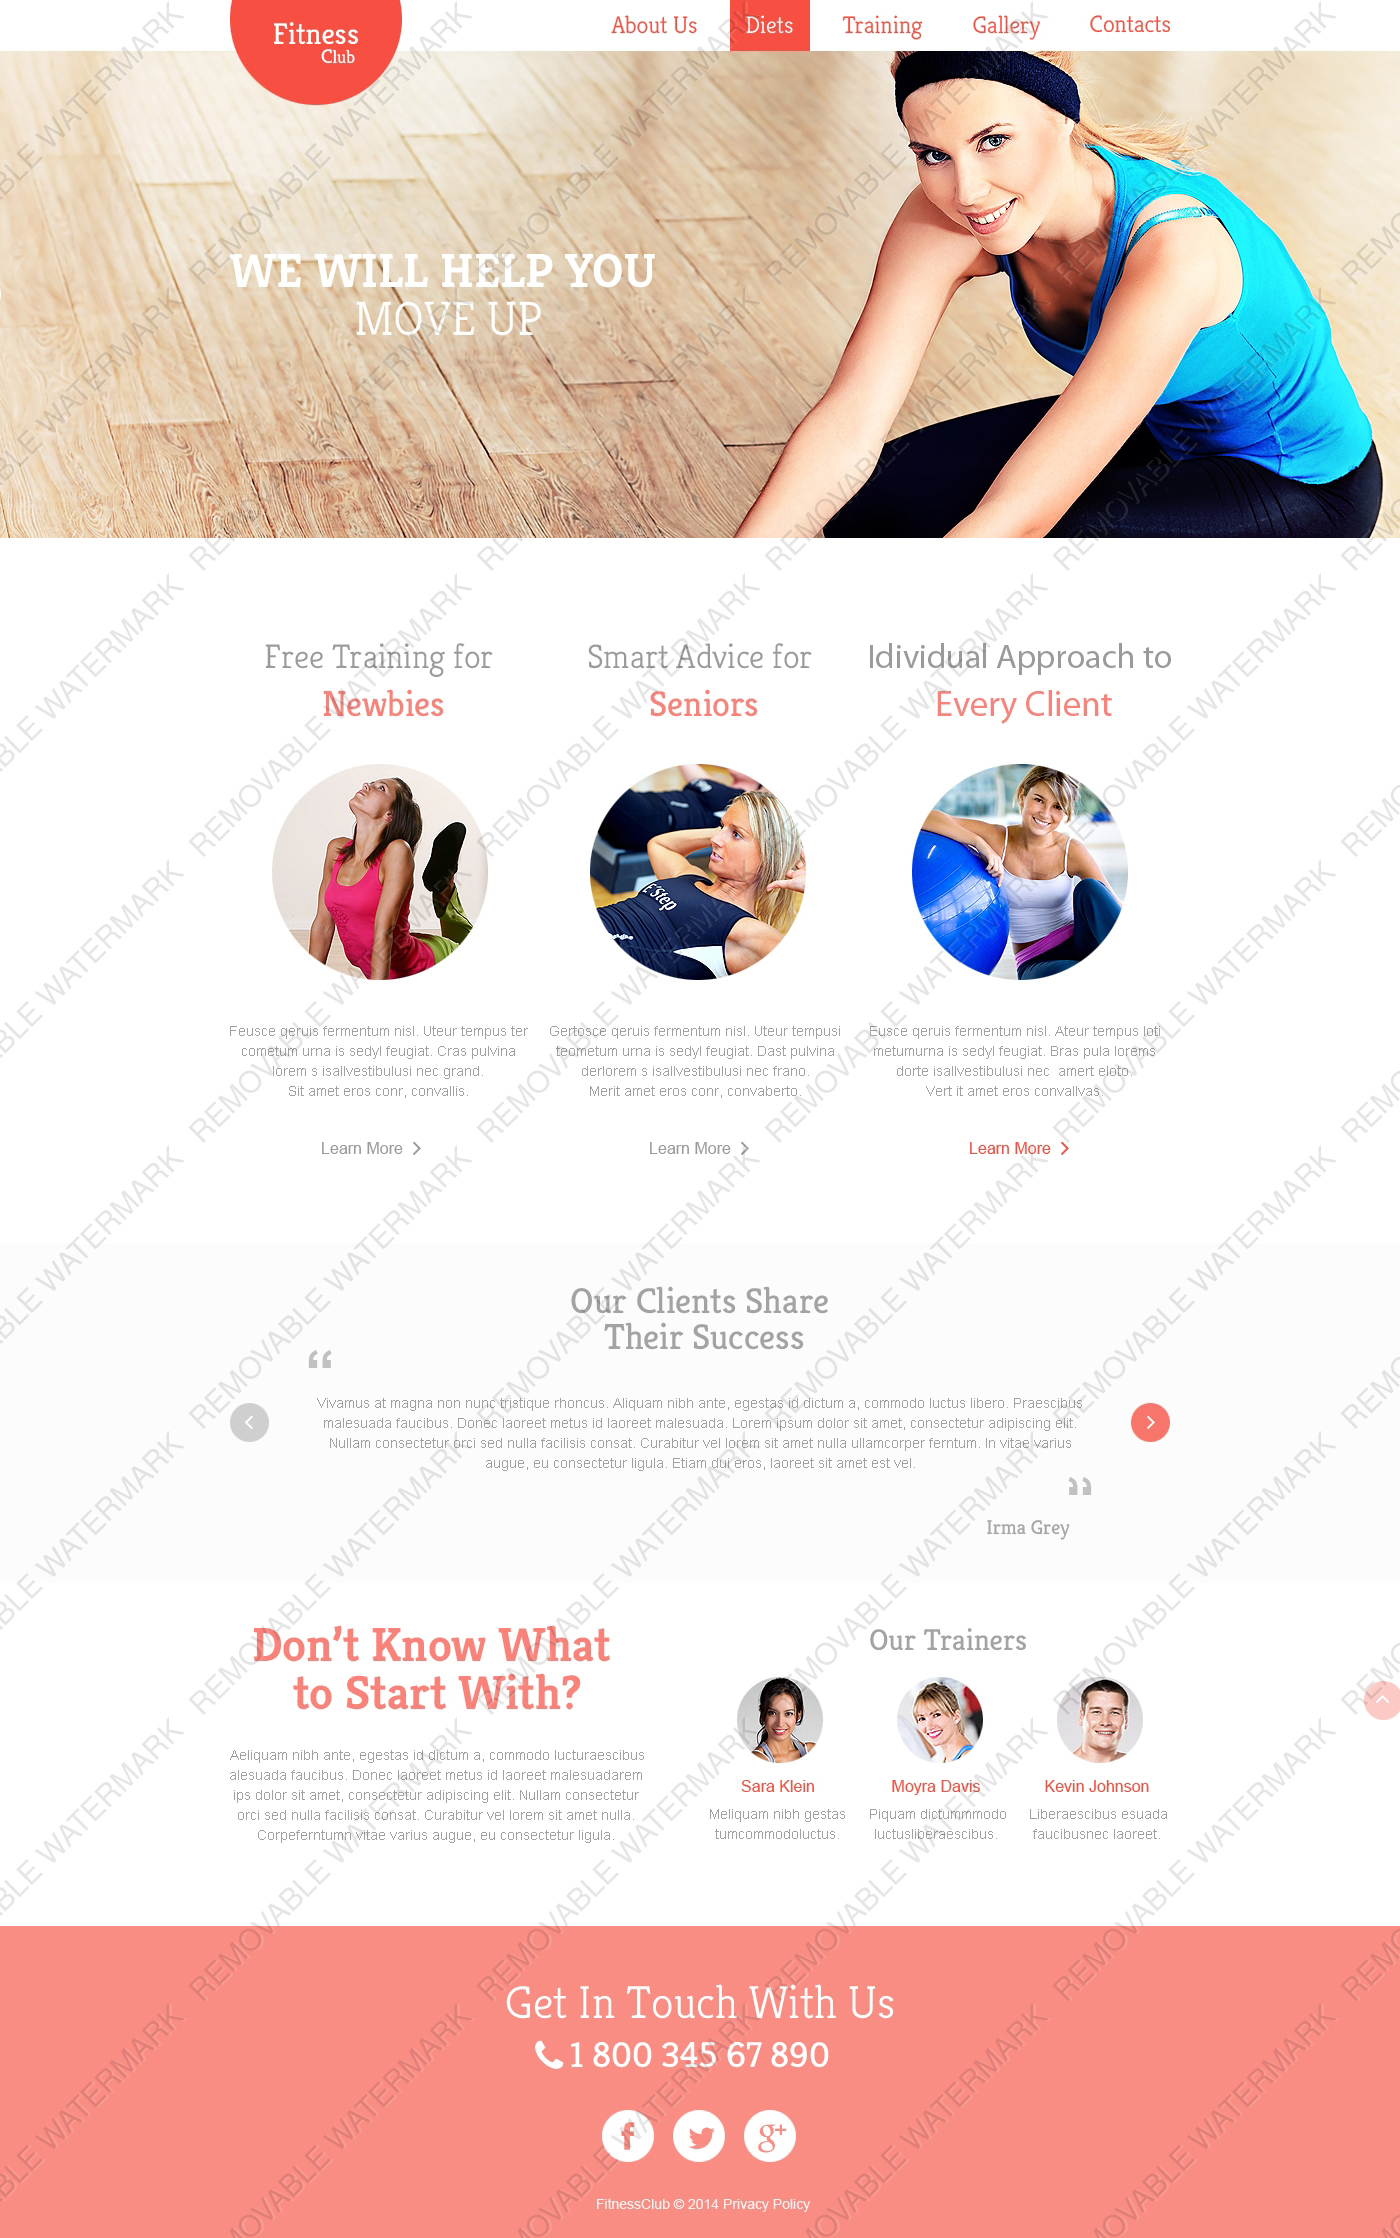 Fitness
Club
About Us
Diets
Training
Gallery
Contacts
WE WILL HELP YOU
MOVE UP
Free Training for
Newbies
Smart Advice for
Seniors
Idividual Approach to
Every Client
E'Step
Feusce qeruis fermentum nisl. Uteur tempus ter
cometum urna is sedyl feugiat. Cras pulvina
lorem s isallvestibulusi nec grand.
Sit amet eros conr, convallis.
Learn More
Gertosce qeruis fermentum nisl. Uteur tempusi
teometum urna is sedyl feugiat. Dast pulvina
derlorem s isallvestibulusi nec frano.
Merit amet eros conr, convaberto.
Learn More
Eusce qeruis fermentum nisl. Ateur tempus loti
metumurna is sedyl feugiat. Bras pula lorems
dorte isallvestibulusi nec  amert eloto.
Vert it amet eros convallvas.
Learn More
Our Clients Share
Their Success
“
Vivamus at magna non nunc tristique rhoncus. Aliquam nibh ante, egestas id dictum a, commodo luctus libero. Praescibus
malesuada faucibus. Donec laoreet metus id laoreet malesuada. Lorem ipsum dolor sit amet, consectetur adipiscing elit.
Nullam consectetur orci sed nulla facilisis consat. Curabitur vel lorem sit amet nulla ullamcorper ferntum. In vitae varius
augue, eu consectetur ligula. Etiam dui eros, laoreet sit amet est vel.
”
Irma Grey
Don’t Know What
to Start With?
Aeliquam nibh ante, egestas id dictum a, commodo lucturaescibus
alesuada faucibus. Donec laoreet metus id laoreet malesuadarem
ips dolor sit amet, consectetur adipiscing elit. Nullam consectetur
orci sed nulla facilisis consat. Curabitur vel lorem sit amet nulla.
Corpeferntumn vitae varius augue, eu consectetur ligula.
Our Trainers
Sara Klein
Meliquam nibh gestas
tumcommodoluctus.
Moyra Davis
Piquam dictummmodo
luctusliberaescibus.
Kevin Johnson
Liberaescibus esuada
faucibusnec laoreet.
Get In Touch With Us
1 800 345 67 890
f
g+
FitnessClub © 2014 Privacy Policy
REMOVABLE WATERMARK